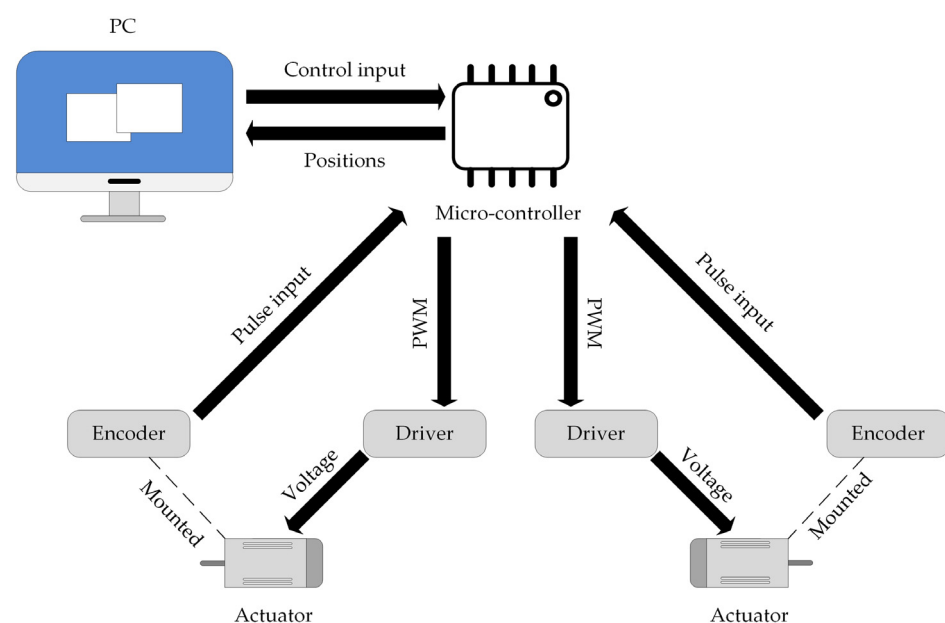 PC
Control input
Positions
Micro-controller
Pulse input
PWM
PWM
Pulse input
Encoder
Driver
Driver
Encoder
Mounted
Voltage
Voltage
Mounted
Actuator
Actuator